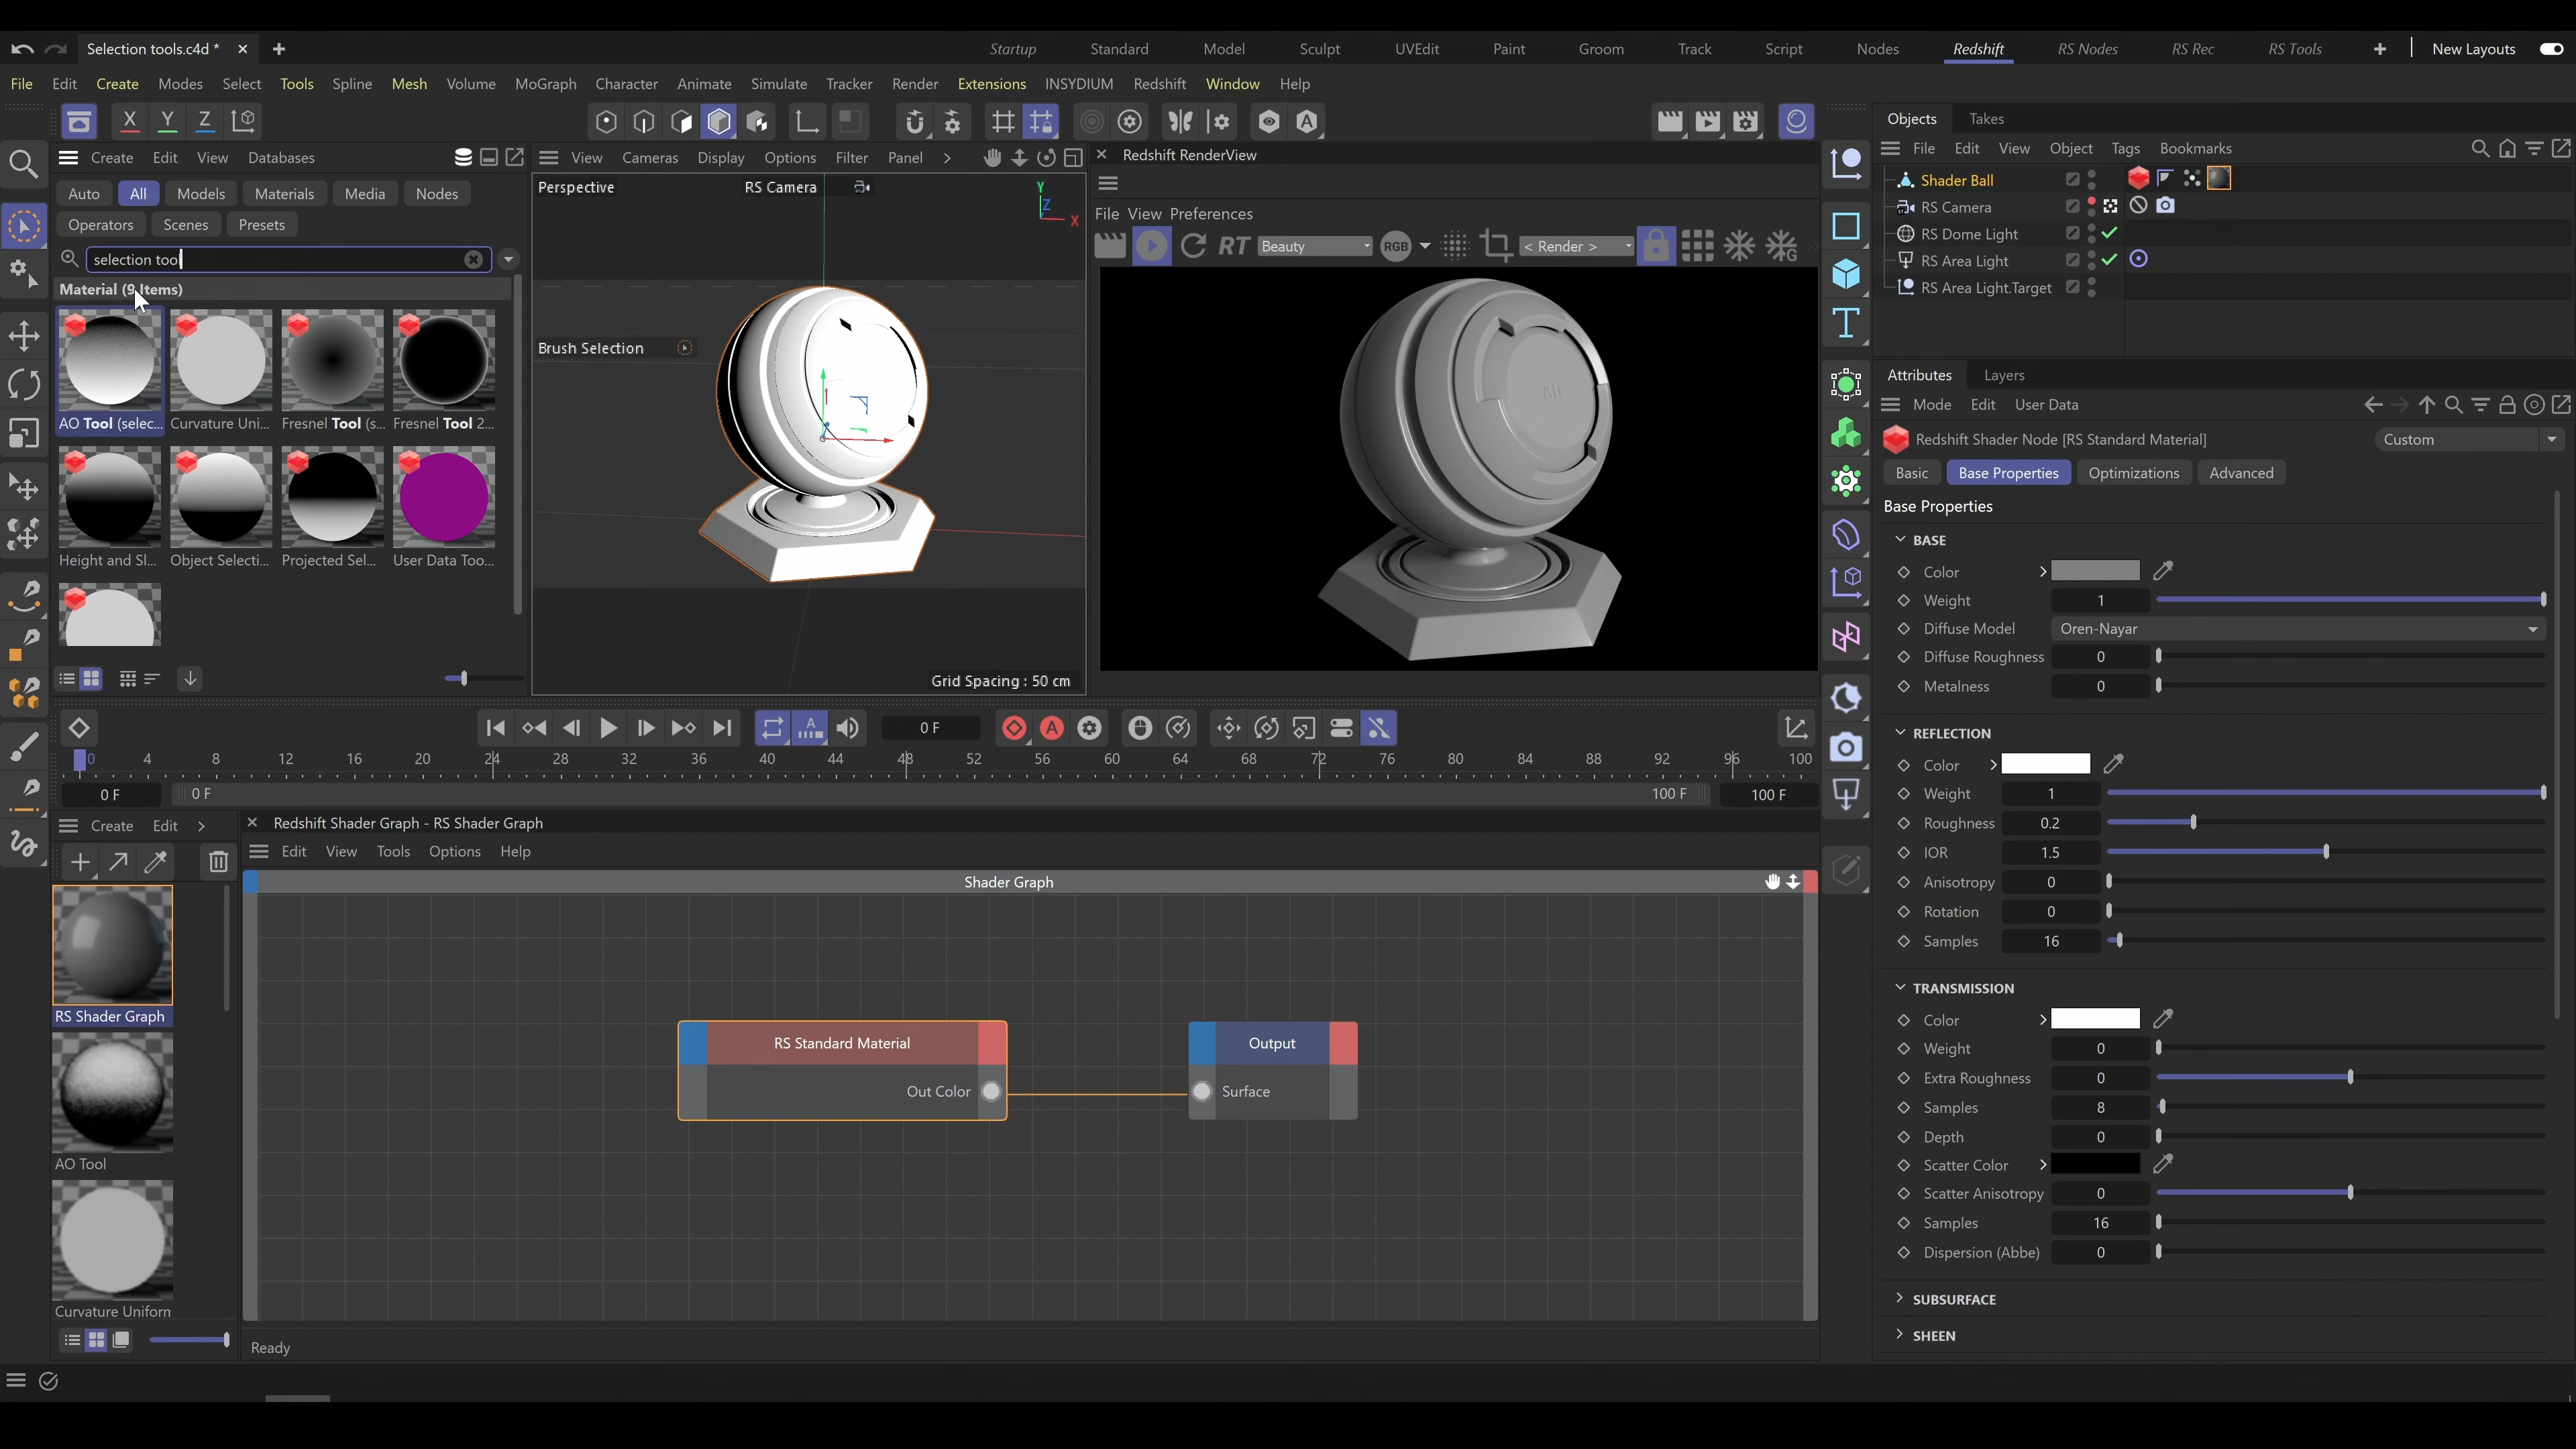 Selection tools.c4d *
Startup Standard Model Sculpt UVEdit Paint Groom Track Script Nodes Redshift RS Nodes RS Rec RS Tools New Layouts
File Edit Create Modes Select Tools Spline Mesh Volume MoGraph Character Animate Simulate Tracker Render Extensions INSYDIUM Redshift Window Help
X Y Z
Create Edit View Databases
Auto All Models Materials Media Nodes
Operators Scenes Presets
selection tool
Material (9 Items)
AO Tool (selec... Curvature Uni... Fresnel Tool (s... Fresnel Tool 2...
Height and Sl... Object Selecti... Projected Sel... User Data Too...
View Cameras Display Options Filter Panel
Perspective RS Camera
Y
Z
X
Brush Selection
Grid Spacing : 50 cm
Redshift RenderView
File View Preferences
RT Beauty RGB < Render > G
Objects Takes
File Edit View Object Tags Bookmarks
Shader Ball
RS Camera
RS Dome Light
RS Area Light
RS Area Light.Target
Attributes Layers
Mode Edit User Data
Redshift Shader Node [RS Standard Material] Custom
Basic Base Properties Optimizations Advanced
Base Properties
BASE
Color
Weight 1
Diffuse Model Oren-Nayar
Diffuse Roughness 0
Metalness 0
REFLECTION
Color
Weight 1
Roughness 0.2
IOR 1.5
Anisotropy 0
Rotation 0
Samples 16
TRANSMISSION
Color
Weight 0
Extra Roughness 0
Samples 8
Depth 0
Scatter Color
Scatter Anisotropy 0
Samples 16
Dispersion (Abbe) 0
SUBSURFACE
SHEEN
0 F
0 4 8 12 16 20 24 28 32 36 40 44 48 52 56 60 64 68 72 76 80 84 88 92 96 100
0 F 0 F 100 F 100 F
Create Edit
RS Shader Graph
AO Tool
Curvature Uniforn
Redshift Shader Graph - RS Shader Graph
Edit View Tools Options Help
Shader Graph
RS Standard Material
Out Color
Output
Surface
Ready